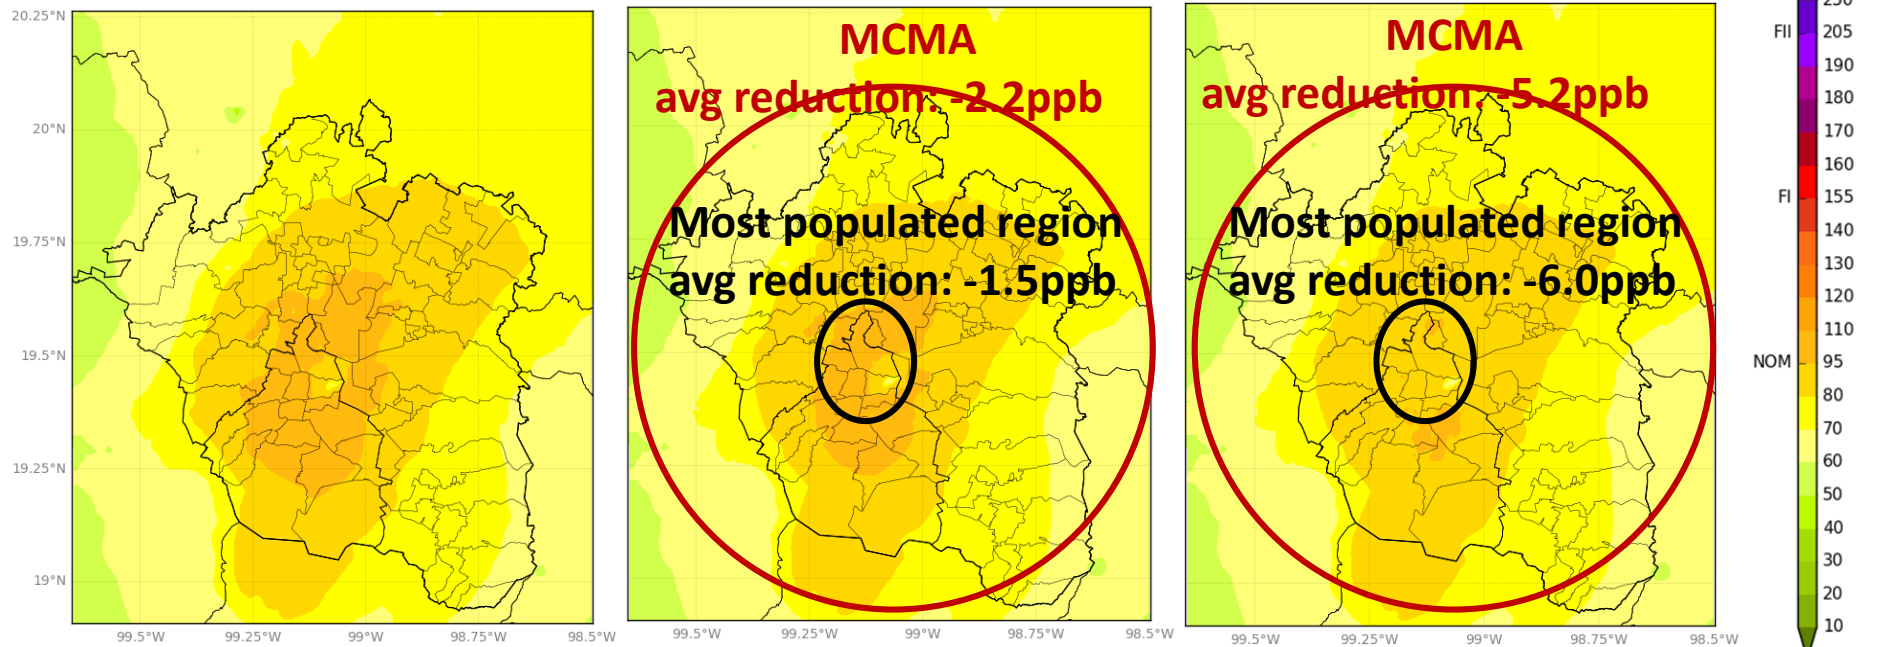 20.25°N
20°N
19.75°N
19.5°N
19.25°N
19°N
99.5°W 99.25°W 99°W 98.75°W 98.5°W
MCMA
avg reduction: -2.2ppb
Most populated region
avg reduction: -1.5ppb
99.5°W 99.25°W 99°W 98.75°W 98.5°W
MCMA
avg reduction: -5.2ppb
Most populated region
avg reduction: -6.0ppb
99.5°W 99.25°W 99°W 98.75°W 98.5°W
230
FII 205
190
180
170
160
FI 155
140
130
120
110
NOM 95
80
70
60
50
40
30
20
10